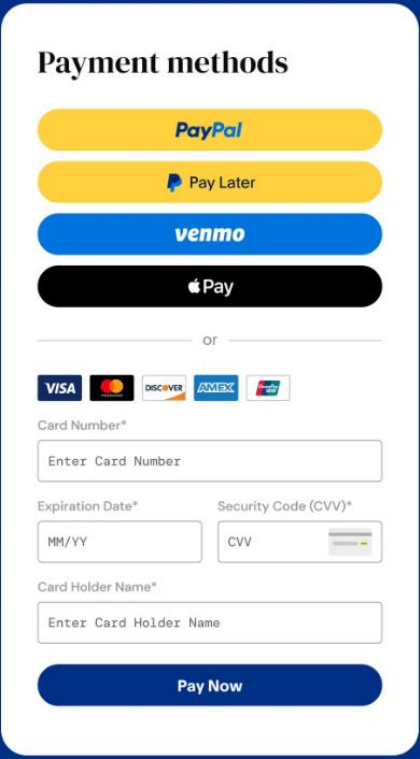 Payment methods
PayPal
Pay Later
venmo
Pay
or
VISA DISCOVER AMEX
Card Number*
Enter Card Number
Expiration Date* Security Code (CVV)*
MM/YY CVV
Card Holder Name*
Enter Card Holder Name
Pay Now